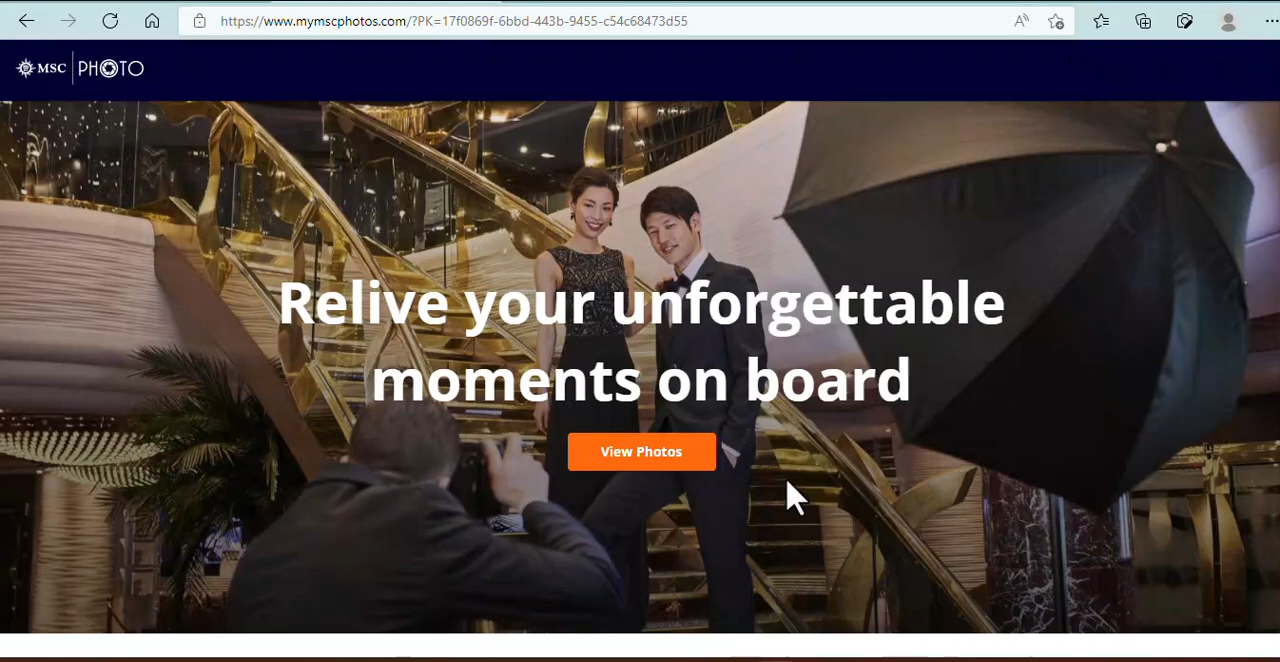 https://www.mymscphotos.com/?PK=17f0869f-6bbd-443b-9455-c54c68473d55
MSC PHOTO
Relive your unforgettable
moments on board
View Photos